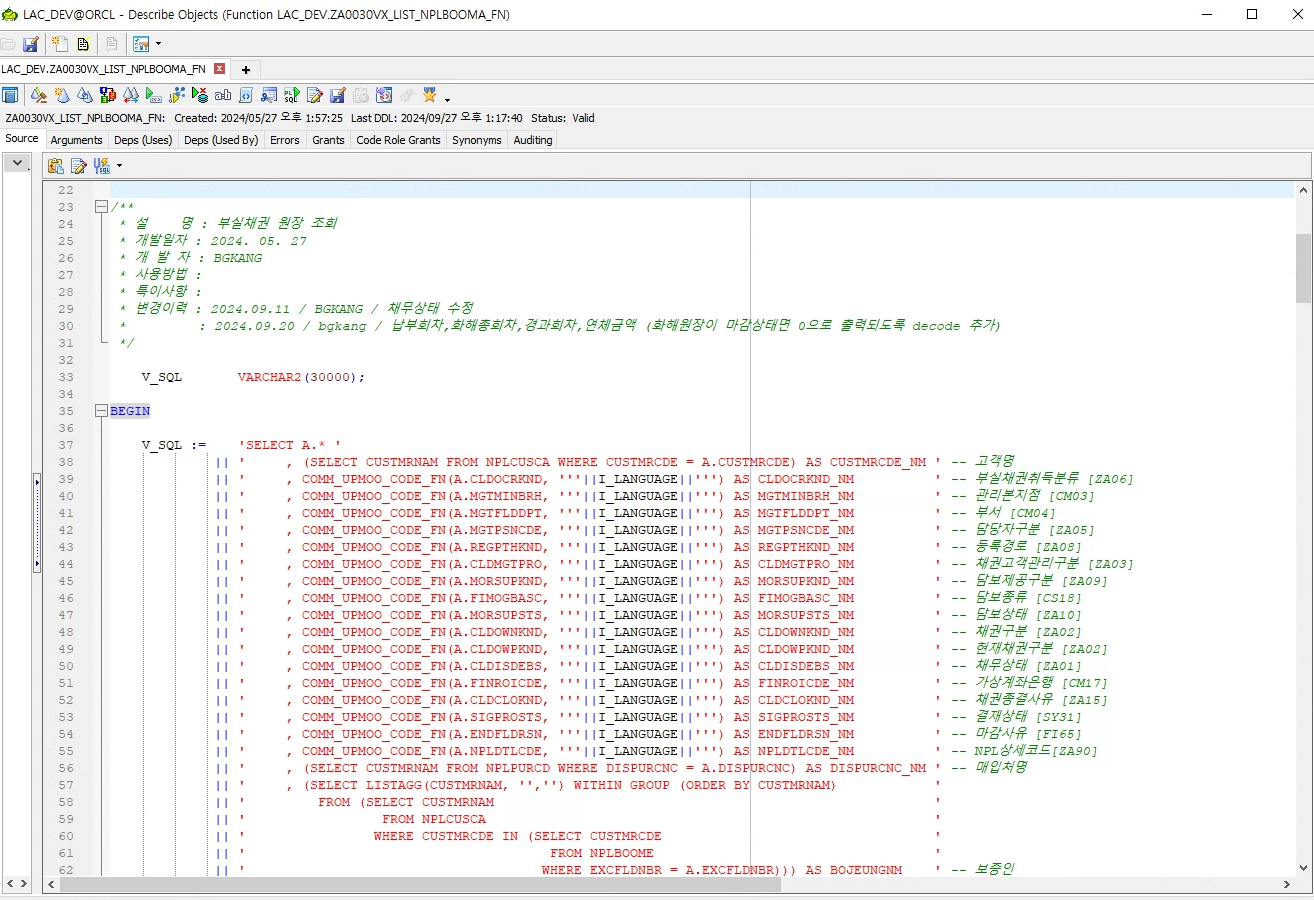 LAC_DEV@ORCL - Describe Objects (Function LAC_DEV.ZA0030VX_LIST_NPLBOOMA_FN)
LAC_DEV.ZA0030VX_LIST_NPLBOOMA_FN
ZA0030VX_LIST_NPLBOOMA_FN: Created: 2024/05/27 오후 1:57:25 Last DDL: 2024/09/27 오후 1:17:40 Status: Valid
Source Arguments Deps (Uses) Deps (Used By) Errors Grants Code Role Grants Synonyms Auditing
22
23 /**
24 * 설 명 : 부실채권 원장 조회
25 * 개발일자 : 2024. 05. 27
26 * 개 발 자 : BGKANG
27 * 사용방법 :
28 * 특이사항 :
29 * 변경이력 : 2024.09.11 / BGKANG / 채무상태 수정
30 * : 2024.09.20 / bgkang / 납부회차,화해총회차,경과회차,연체금액 (화해원장이 마감상태면 0으로 출력되도록 decode 추가)
31 */
32
33 V_SQL VARCHAR2(30000);
34
35 BEGIN
36
37 V_SQL := 'SELECT A.* '
38 || ' , (SELECT CUSTMRNAM FROM NPLCUSCA WHERE CUSTMRCDE = A.CUSTMRCDE) AS CUSTMRCDE_NM ' -- 고객명
39 || ' , COMM_UPMOO_CODE_FN(A.CLDOCRKND, '''||I_LANGUAGE||''') AS CLDOCRKND_NM ' -- 부실채권취득분류 [ZA06]
40 || ' , COMM_UPMOO_CODE_FN(A.MGTMINBRH, '''||I_LANGUAGE||''') AS MGTMINBRH_NM ' -- 관리본지점 [CM03]
41 || ' , COMM_UPMOO_CODE_FN(A.MGTFLDDPT, '''||I_LANGUAGE||''') AS MGTFLDDPT_NM ' -- 부서 [CM04]
42 || ' , COMM_UPMOO_CODE_FN(A.MGTPSNCDE, '''||I_LANGUAGE||''') AS MGTPSNCDE_NM ' -- 담당자구분 [ZA05]
43 || ' , COMM_UPMOO_CODE_FN(A.REGPTHKND, '''||I_LANGUAGE||''') AS REGPTHKND_NM ' -- 등록경로 [ZA08]
44 || ' , COMM_UPMOO_CODE_FN(A.CLDMGTPRO, '''||I_LANGUAGE||''') AS CLDMGTPRO_NM ' -- 채권고객관리구분 [ZA03]
45 || ' , COMM_UPMOO_CODE_FN(A.MORSUPKND, '''||I_LANGUAGE||''') AS MORSUPKND_NM ' -- 담보제공구분 [ZA09]
46 || ' , COMM_UPMOO_CODE_FN(A.FIMOGBASC, '''||I_LANGUAGE||''') AS FIMOGBASC_NM ' -- 담보종류 [CS18]
47 || ' , COMM_UPMOO_CODE_FN(A.MORSUPSTS, '''||I_LANGUAGE||''') AS MORSUPSTS_NM ' -- 담보상태 [ZA10]
48 || ' , COMM_UPMOO_CODE_FN(A.CLDOWNKND, '''||I_LANGUAGE||''') AS CLDOWNKND_NM ' -- 채권구분 [ZA02]
49 || ' , COMM_UPMOO_CODE_FN(A.CLDOWPKND, '''||I_LANGUAGE||''') AS CLDOWPKND_NM ' -- 현재채권구분 [ZA02]
50 || ' , COMM_UPMOO_CODE_FN(A.CLDISDEBS, '''||I_LANGUAGE||''') AS CLDISDEBS_NM ' -- 채무상태 [ZA01]
51 || ' , COMM_UPMOO_CODE_FN(A.FINROICDE, '''||I_LANGUAGE||''') AS FINROICDE_NM ' -- 가상계좌은행 [CM17]
52 || ' , COMM_UPMOO_CODE_FN(A.CLDCLOKND, '''||I_LANGUAGE||''') AS CLDCLOKND_NM ' -- 채권종결사유 [ZA15]
53 || ' , COMM_UPMOO_CODE_FN(A.SIGPROSTS, '''||I_LANGUAGE||''') AS SIGPROSTS_NM ' -- 결재상태 [SY31]
54 || ' , COMM_UPMOO_CODE_FN(A.ENDFLDRSN, '''||I_LANGUAGE||''') AS ENDFLDRSN_NM ' -- 마감사유 [FI65]
55 || ' , COMM_UPMOO_CODE_FN(A.NPLDTLCDE, '''||I_LANGUAGE||''') AS NPLDTLCDE_NM ' -- NPL상세코드[ZA90]
56 || ' , (SELECT CUSTMRNAM FROM NPLPURCD WHERE DISPURCNC = A.DISPURCNC) AS DISPURCNC_NM ' -- 매입처명
57 || ' , (SELECT LISTAGG(CUSTMRNAM, '','') WITHIN GROUP (ORDER BY CUSTMRNAM) '
58 || ' FROM (SELECT CUSTMRNAM '
59 || ' FROM NPLCUSCA '
60 || ' WHERE CUSTMRCDE IN (SELECT CUSTMRCDE '
61 || ' FROM NPLBOOME '
62 || ' WHERE EXCFLDNBR = A.EXCFLDNBR))) AS BOJEUNGNM ' -- 보증인